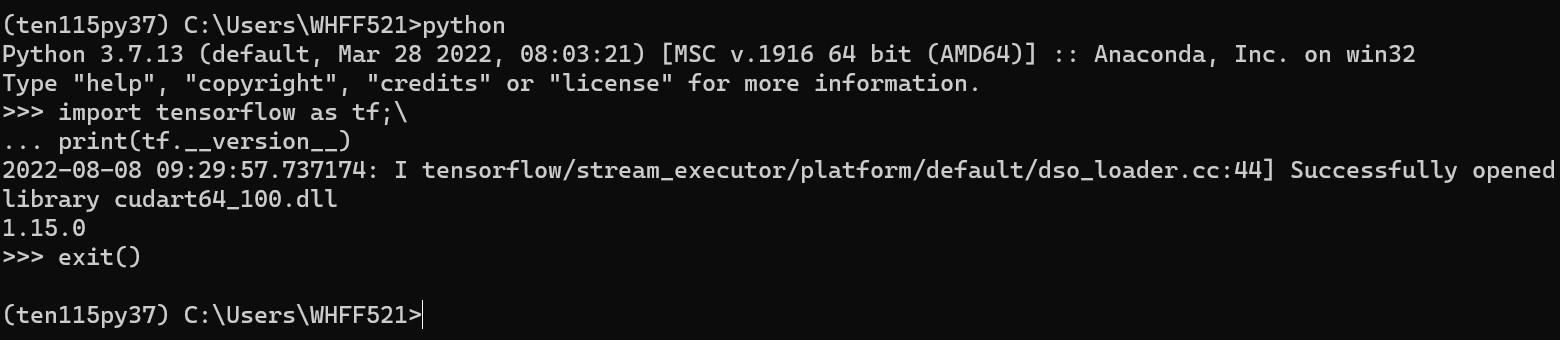 (ten115py37) C:\Users\WHFF521>python
Python 3.7.13 (default, Mar 28 2022, 08:03:21) [MSC v.1916 64 bit (AMD64)] :: Anaconda, Inc. on win32
Type "help", "copyright", "credits" or "license" for more information.
>>> import tensorflow as tf;\
... print(tf.__version__)
2022-08-08 09:29:57.737174: I tensorflow/stream_executor/platform/default/dso_loader.cc:44] Successfully opened
library cudart64_100.dll
1.15.0
>>> exit()
(ten115py37) C:\Users\WHFF521>